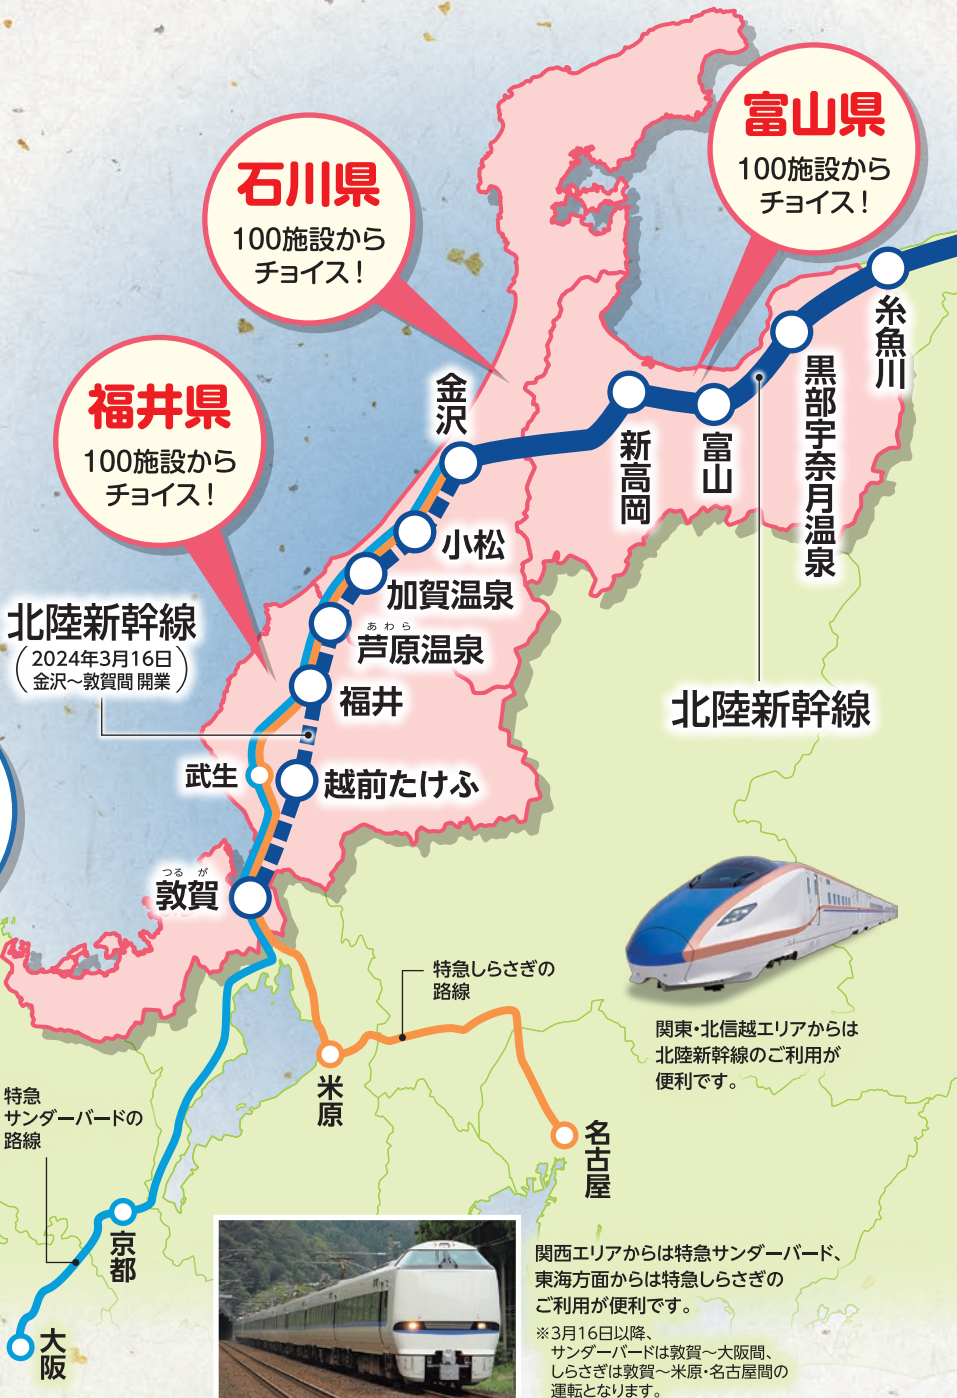 富山県
100施設から
チョイス！
石川県
100施設から
チョイス！
福井県
100施設から
チョイス！
糸魚川
黒部宇奈月温泉
富山
新高岡
金沢
小松
加賀温泉
あわら
芦原温泉
福井
北陸新幹線
2024年3月16日
金沢～敦賀間 開業
北陸新幹線
武生
越前たけふ
つるが
敦賀
特急しらさぎの
路線
関東・北信越エリアからは
北陸新幹線のご利用が
便利です。
米原
特急
サンダーバードの
路線
名古屋
京都
大阪
関西エリアからは特急サンダーバード、
東海方面からは特急しらさぎの
ご利用が便利です。
※3月16日以降、
サンダーバードは敦賀～大阪間、
しらさぎは敦賀～米原・名古屋間の
運転となります。